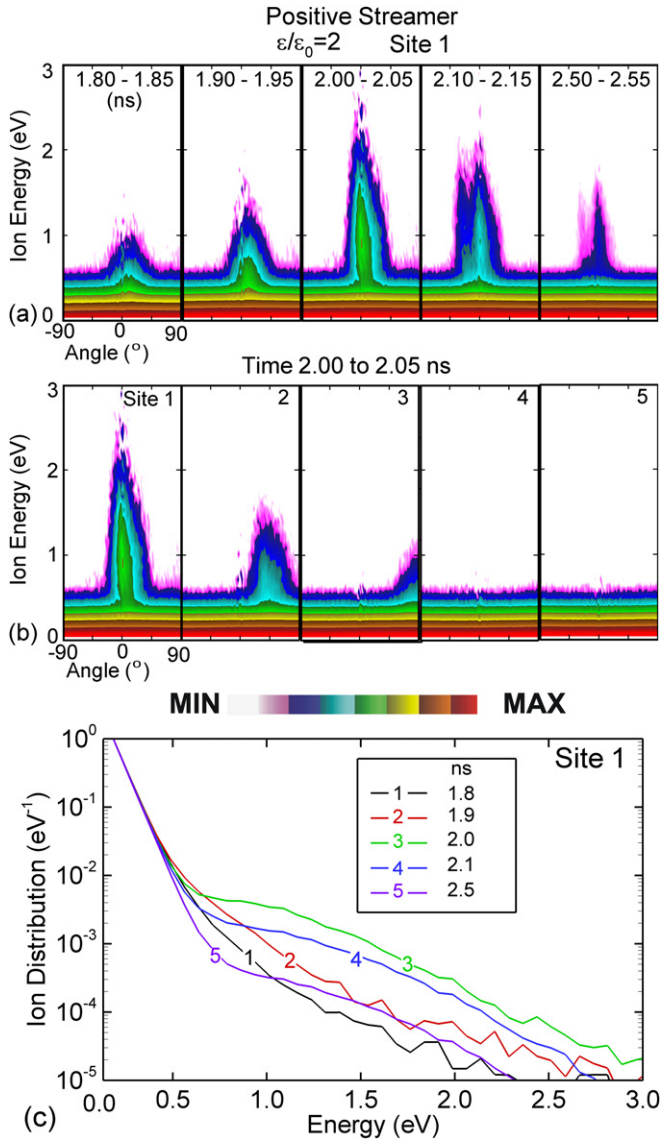 Positive Streamer
ε/ε₀=2 Site 1
1.80 - 1.85 (ns)
1.90 - 1.95
2.00 - 2.05
2.10 - 2.15
2.50 - 2.55
Ion Energy (eV)
3
2
1
0
(a)
-90 0 90
Angle (°)
Time 2.00 to 2.05 ns
Site 1
2
3
4
5
Ion Energy (eV)
3
2
1
0
(b)
-90 0 90
Angle (°)
MIN MAX
Site 1
ns
1 1.8
2 1.9
3 2.0
4 2.1
5 2.5
Ion Distribution (eV⁻¹)
10⁰
10⁻¹
10⁻²
10⁻³
10⁻⁴
10⁻⁵
5 1 2 4 3
0.0 0.5 1.0 1.5 2.0 2.5 3.0
(c)
Energy (eV)